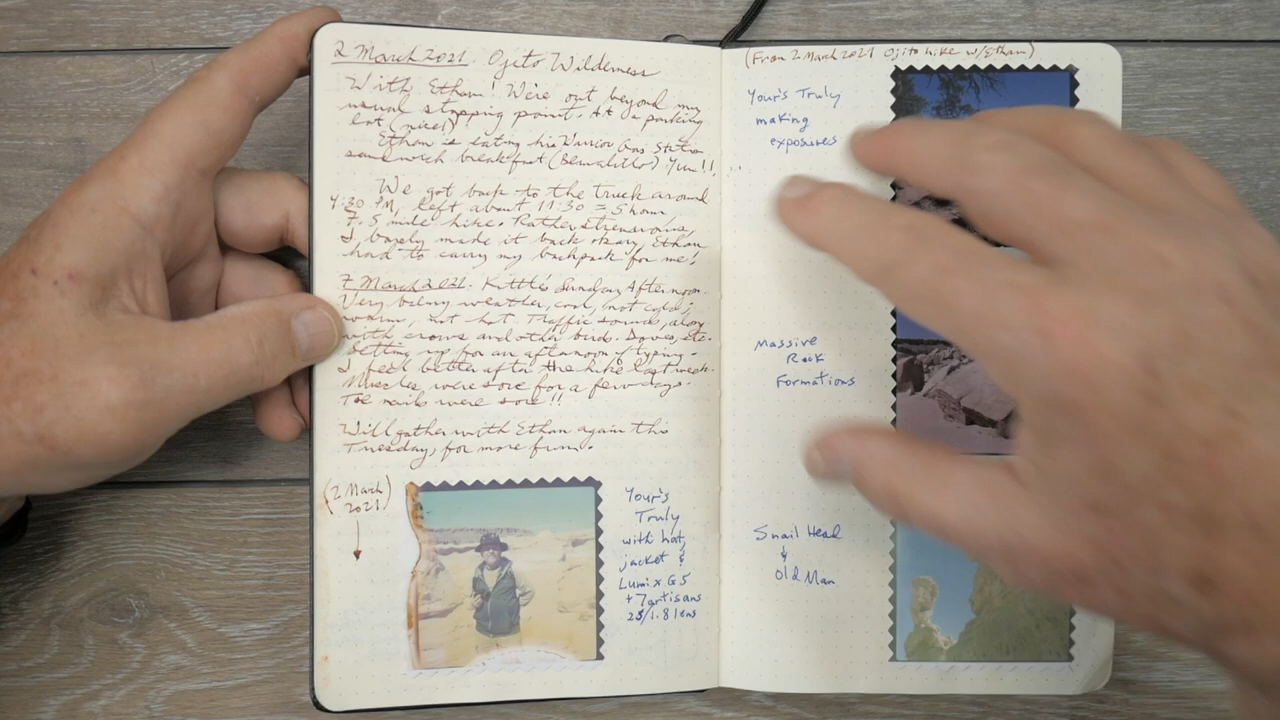 2 March 2021. Ojito Wilderness
With Ethan! We're out beyond my
usual stopping point. At a parking
lot (nice!)
Ethan is eating his Warrior Gas Station
sandwich breakfast (Bernalillo) Yum!!
We got back to the truck around
4:30 PM, left about 11:30 = 5 hour
7.5 mile hike. Rather strenuous,
I barely made it back okay, Ethan
had to carry my backpack for me!
7 March 2021. Kittl's Sunday Afternoon.
Very balmy weather, cool, not cold;
warm, not hot. Traffic sounds, along
with crows and other birds. Doves, etc.
Setting up for an afternoon of typing.
I feel better after the hike last week.
Muscles were sore for a few days.
Toe nails were sore!!
Will gather with Ethan again this
Tuesday, for more fun.
(2 March
2021)
Your's
Truly
with hat,
jacket &
Lumix G5
+ 7artisans
25/1.8 lens
(From 2 March 2021 Ojito hike w/Ethan)
Your's Truly
making
exposures
Massive
Rock
Formations
Snail Head
&
Old Man